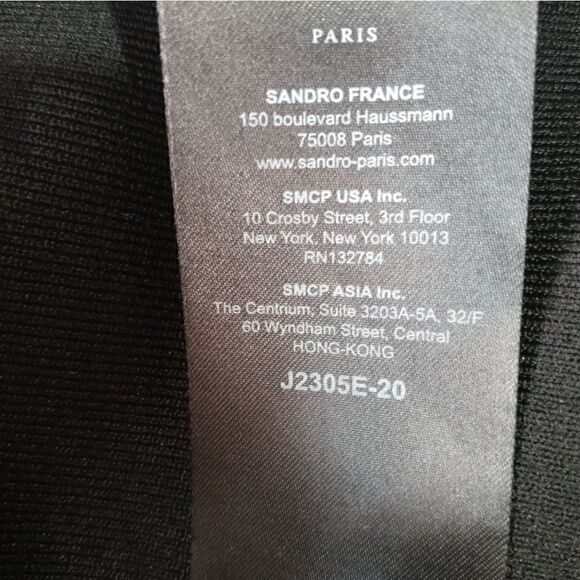 PARIS
SANDRO FRANCE
150 boulevard Haussmann
75008 Paris
www.sandro-paris.com
SMCP USA Inc.
10 Crosby Street, 3rd Floor
New York, New York 10013
RN132784
SMCP ASIA Inc.
The Centrium, Suite 3203A-5A, 32/F
60 Wyndham Street, Central
HONG-KONG
J2305E-20